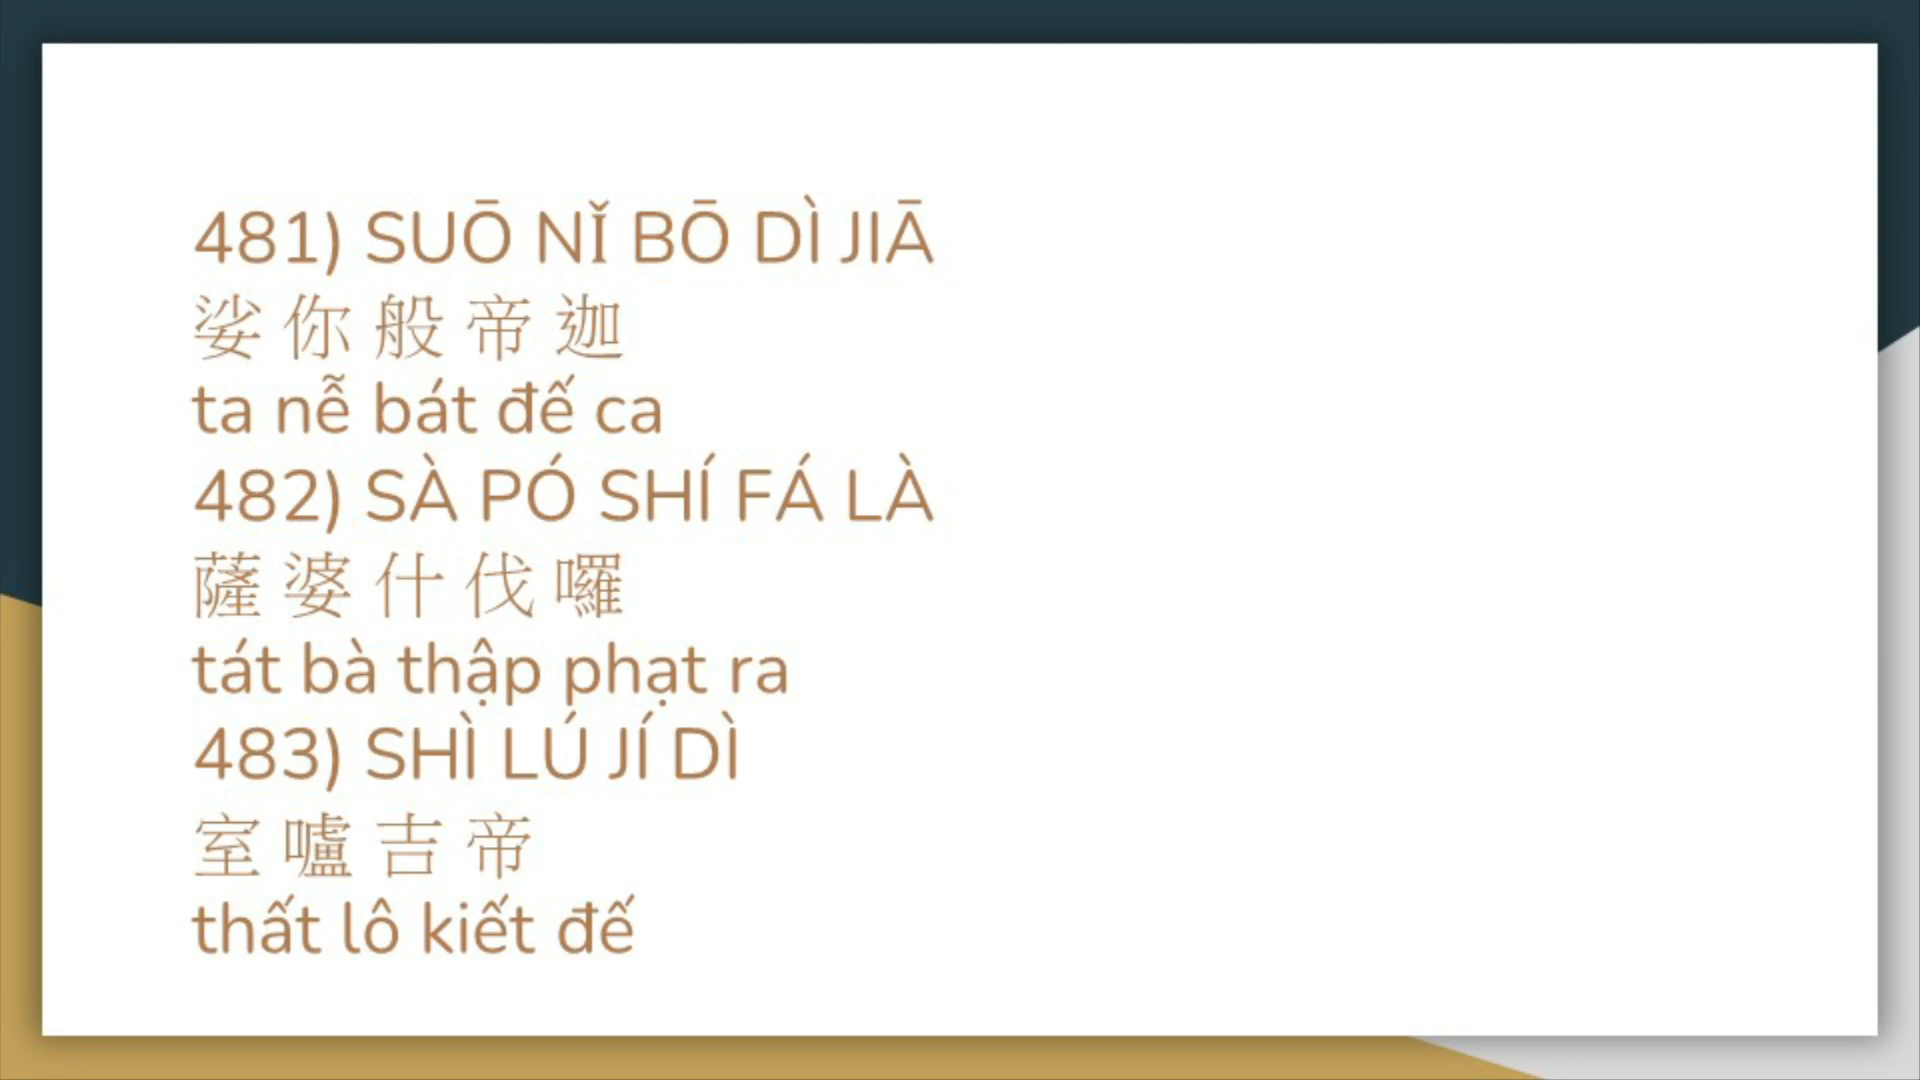 481) SUŌ NǏ BŌ DÌ JIĀ
娑 你 般 帝 迦
ta nễ bát đế ca
482) SÀ PÓ SHÍ FÁ LÀ
薩 婆 什 伐 囉
tát bà thập phạt ra
483) SHÌ LÚ JÍ DÌ
室 嚧 吉 帝
thất lô kiết đế